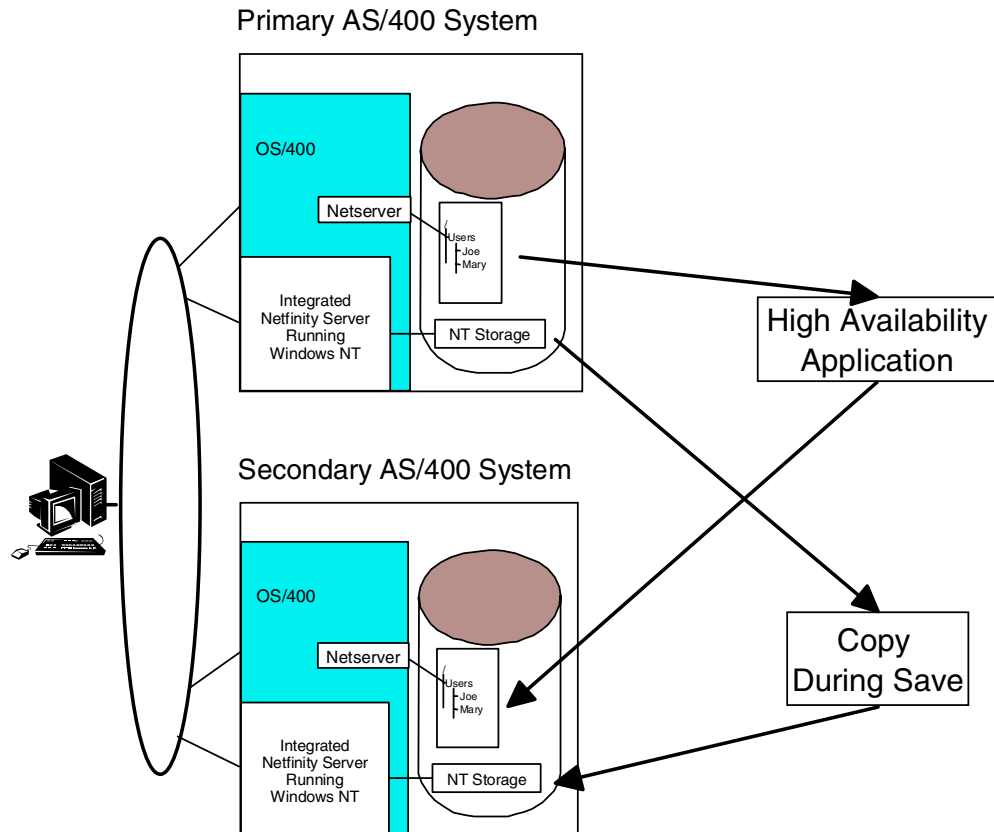 Primary AS/400 System
OS/400
Netserver
/
Users
Joe
Mary
Integrated
Netfinity Server
Running
Windows NT
NT Storage
High Availability
Application
Secondary AS/400 System
OS/400
Netserver
/
Users
Joe
Mary
Integrated
Netfinity Server
Running
Windows NT
NT Storage
Copy
During Save